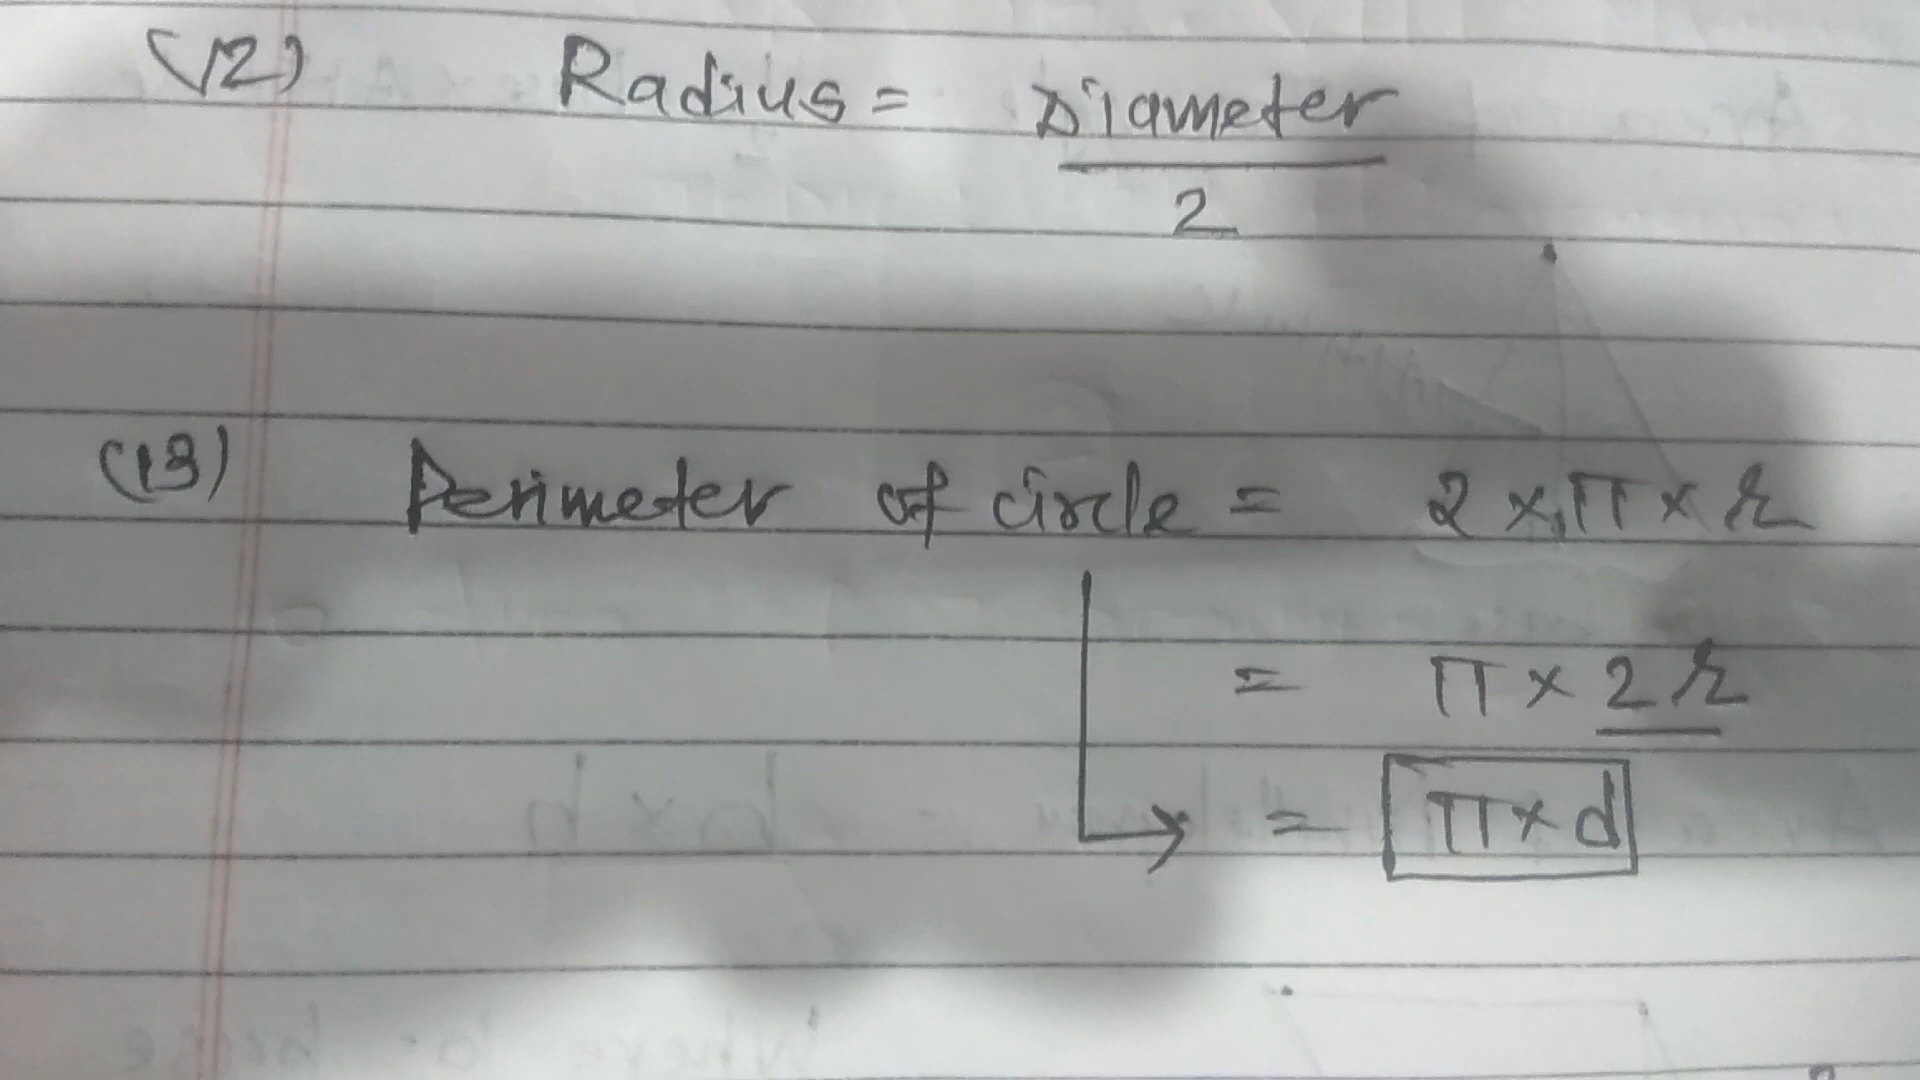 (12) Radius = Diameter
2
(13) Perimeter of circle = 2 × π × r
= π × 2r
= π × d